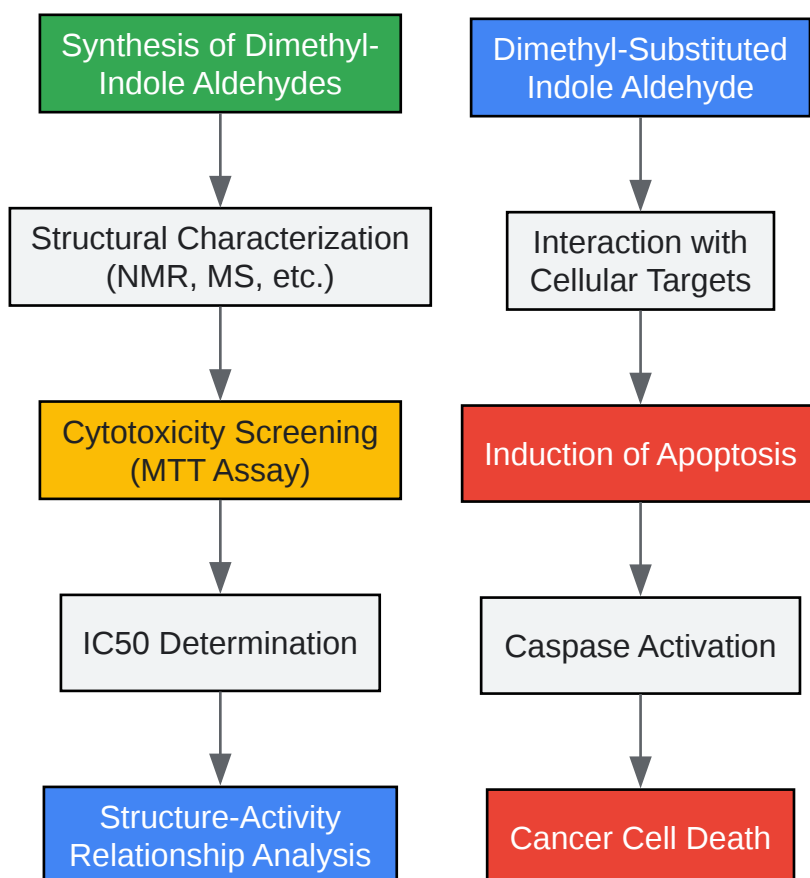 Synthesis of Dimethyl-
Indole Aldehydes
Structural Characterization
(NMR, MS, etc.)
Cytotoxicity Screening
(MTT Assay)
IC50 Determination
Structure-Activity
Relationship Analysis
Dimethyl-Substituted
Indole Aldehyde
Interaction with
Cellular Targets
Induction of Apoptosis
Caspase Activation
Cancer Cell Death